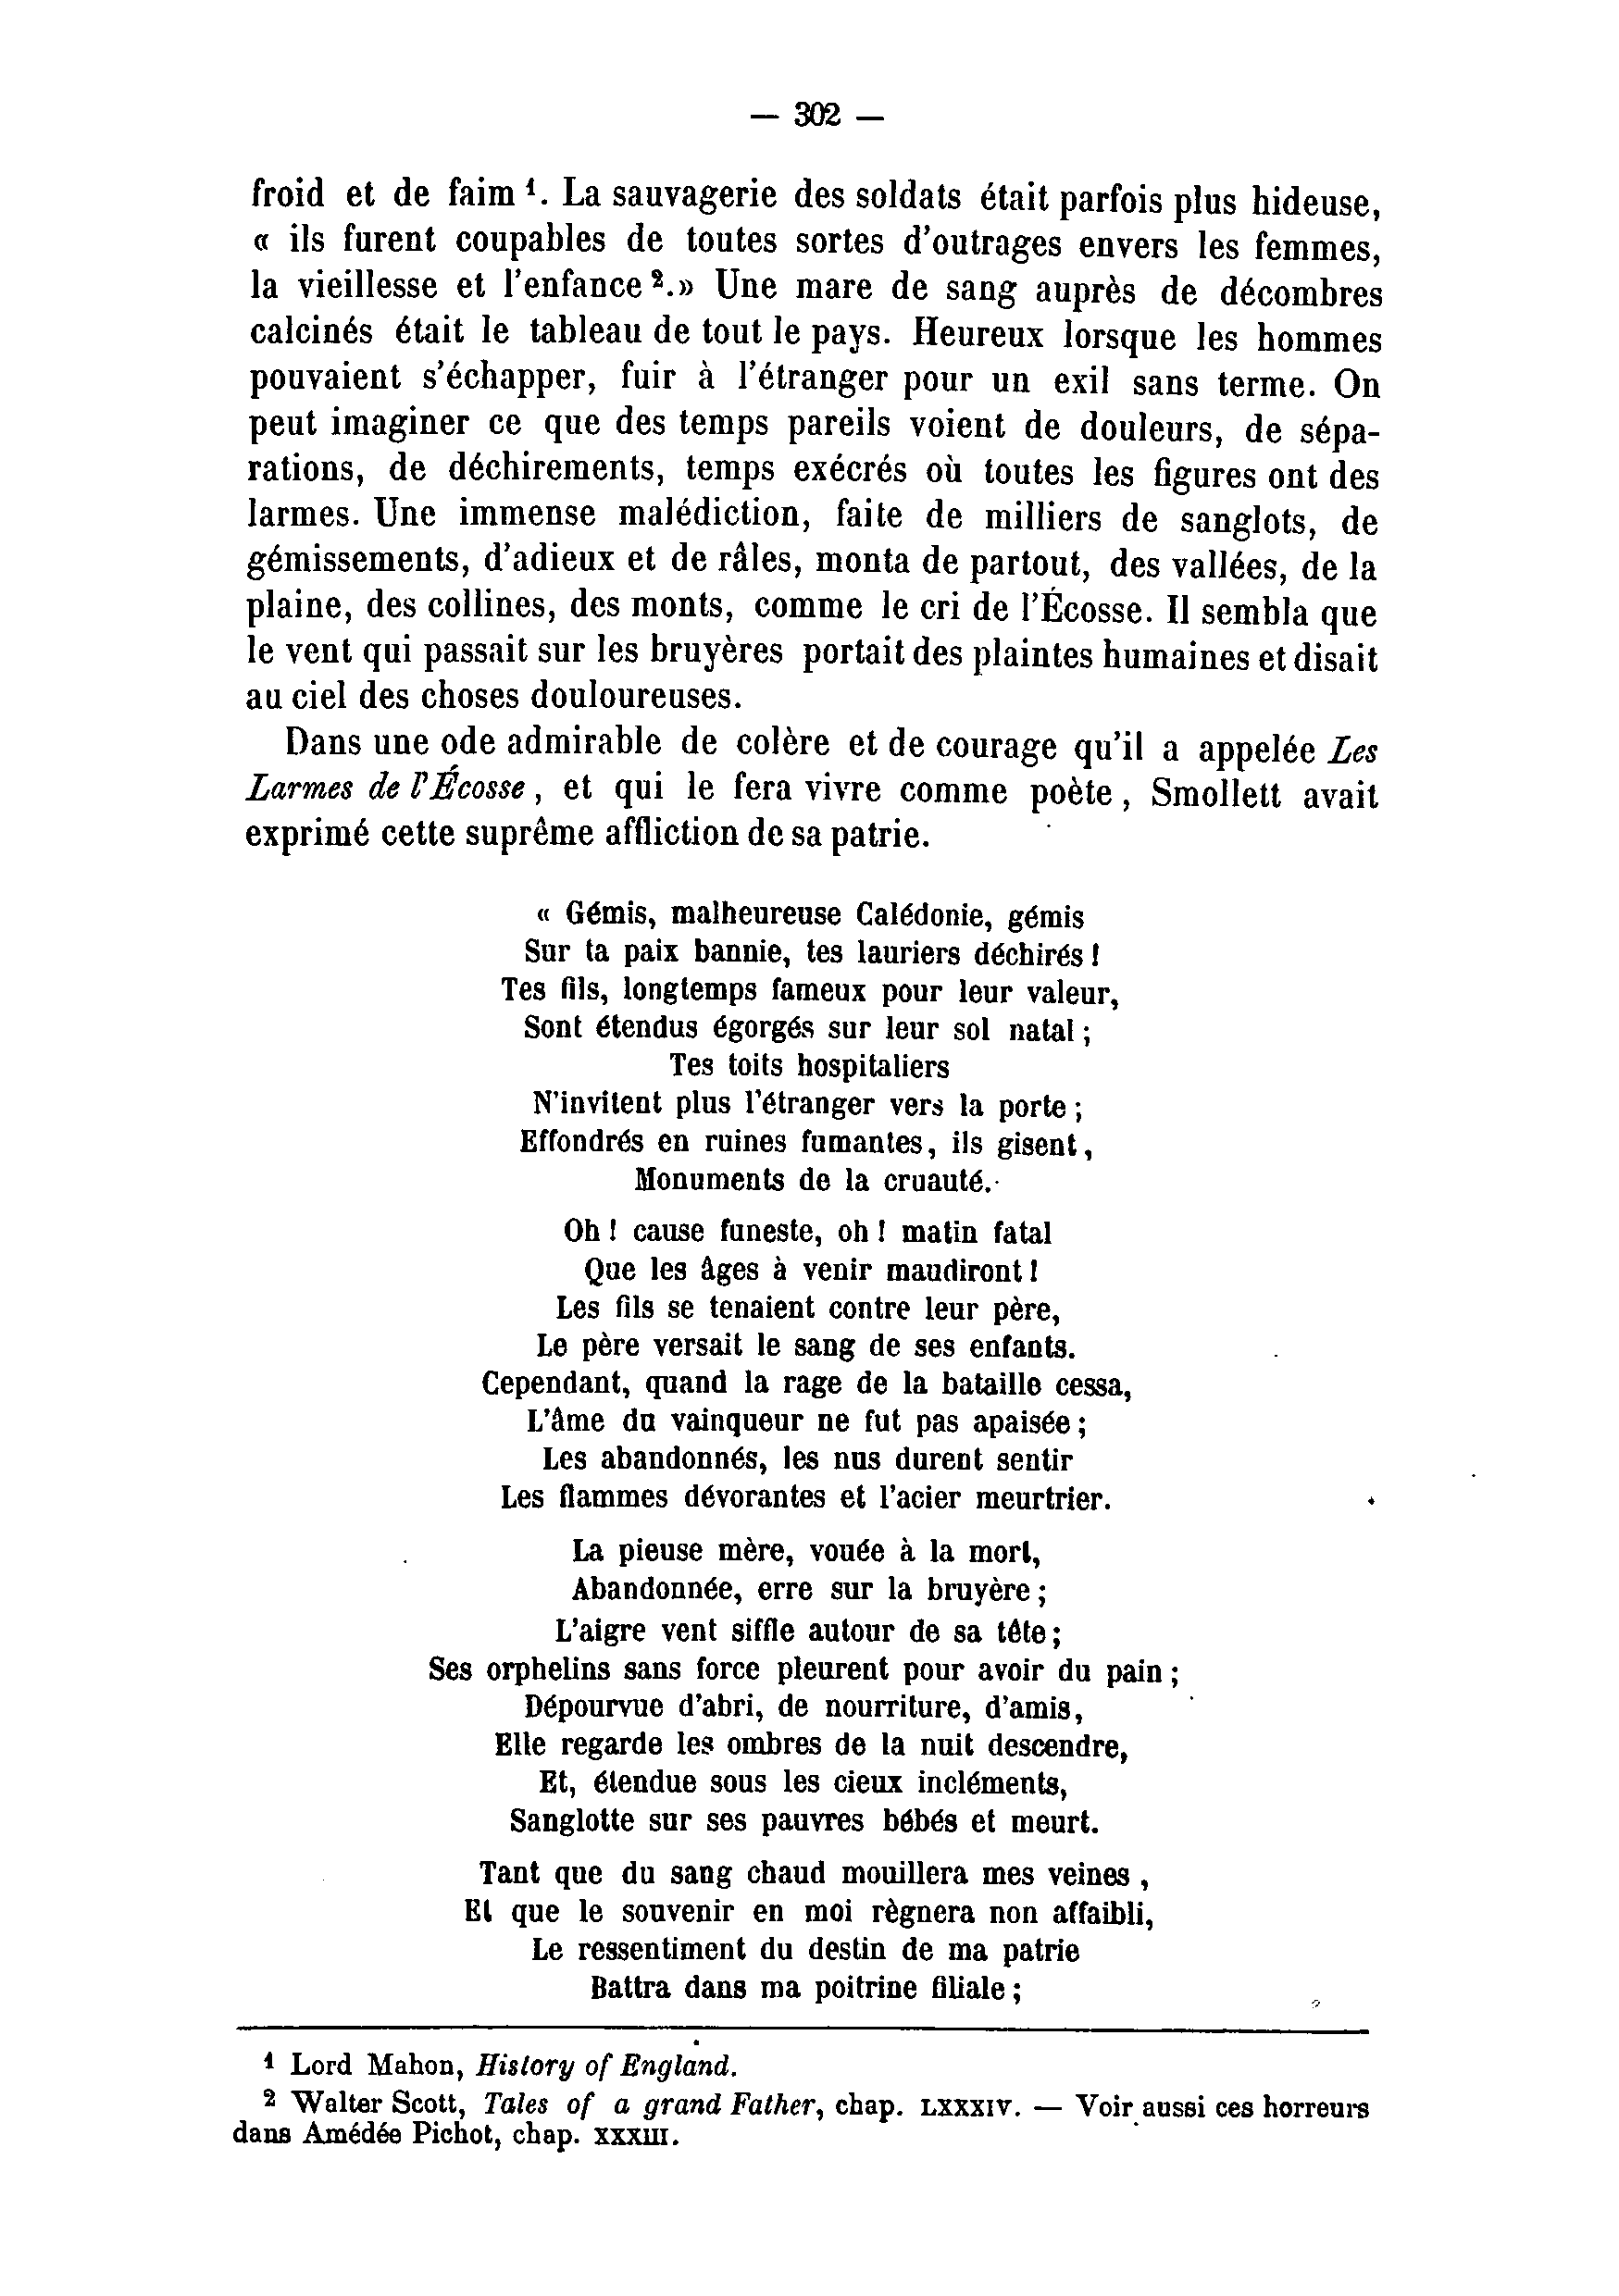 — 302 —
froid et de faim ¹. La sauvagerie des soldats était parfois plus hideuse,
« ils furent coupables de toutes sortes d'outrages envers les femmes,
la vieillesse et l'enfance ².» Une mare de sang auprès de décombres
calcinés était le tableau de tout le pays. Heureux lorsque les hommes
pouvaient s'échapper, fuir à l'étranger pour un exil sans terme. On
peut imaginer ce que des temps pareils voient de douleurs, de sépa-
rations, de déchirements, temps exécrés où toutes les figures ont des
larmes. Une immense malédiction, faite de milliers de sanglots, de
gémissements, d'adieux et de râles, monta de partout, des vallées, de la
plaine, des collines, des monts, comme le cri de l'Écosse. Il sembla que
le vent qui passait sur les bruyères portait des plaintes humaines et disait
au ciel des choses douloureuses.
Dans une ode admirable de colère et de courage qu'il a appelée Les
Larmes de l'Écosse, et qui le fera vivre comme poète, Smollett avait
exprimé cette suprême affliction de sa patrie.
« Gémis, malheureuse Calédonie, gémis
Sur ta paix bannie, tes lauriers déchirés !
Tes fils, longtemps fameux pour leur valeur,
Sont étendus égorgés sur leur sol natal ;
Tes toits hospitaliers
N'invitent plus l'étranger vers la porte ;
Effondrés en ruines fumantes, ils gisent,
Monuments de la cruauté.
Oh ! cause funeste, oh ! matin fatal
Que les âges à venir maudiront !
Les fils se tenaient contre leur père,
Le père versait le sang de ses enfants.
Cependant, quand la rage de la bataille cessa,
L'âme du vainqueur ne fut pas apaisée ;
Les abandonnés, les nus durent sentir
Les flammes dévorantes et l'acier meurtrier.
La pieuse mère, vouée à la mort,
Abandonnée, erre sur la bruyère ;
L'aigre vent siffle autour de sa tête ;
Ses orphelins sans force pleurent pour avoir du pain ;
Dépourvue d'abri, de nourriture, d'amis,
Elle regarde les ombres de la nuit descendre,
Et, étendue sous les cieux incléments,
Sanglotte sur ses pauvres bébés et meurt.
Tant que du sang chaud mouillera mes veines,
Et que le souvenir en moi règnera non affaibli,
Le ressentiment du destin de ma patrie
Battra dans ma poitrine filiale ;
¹ Lord Mahon, History of England.
² Walter Scott, Tales of a grand Father, chap. LXXXIV. — Voir aussi ces horreurs
dans Amédée Pichot, chap. XXXIII.